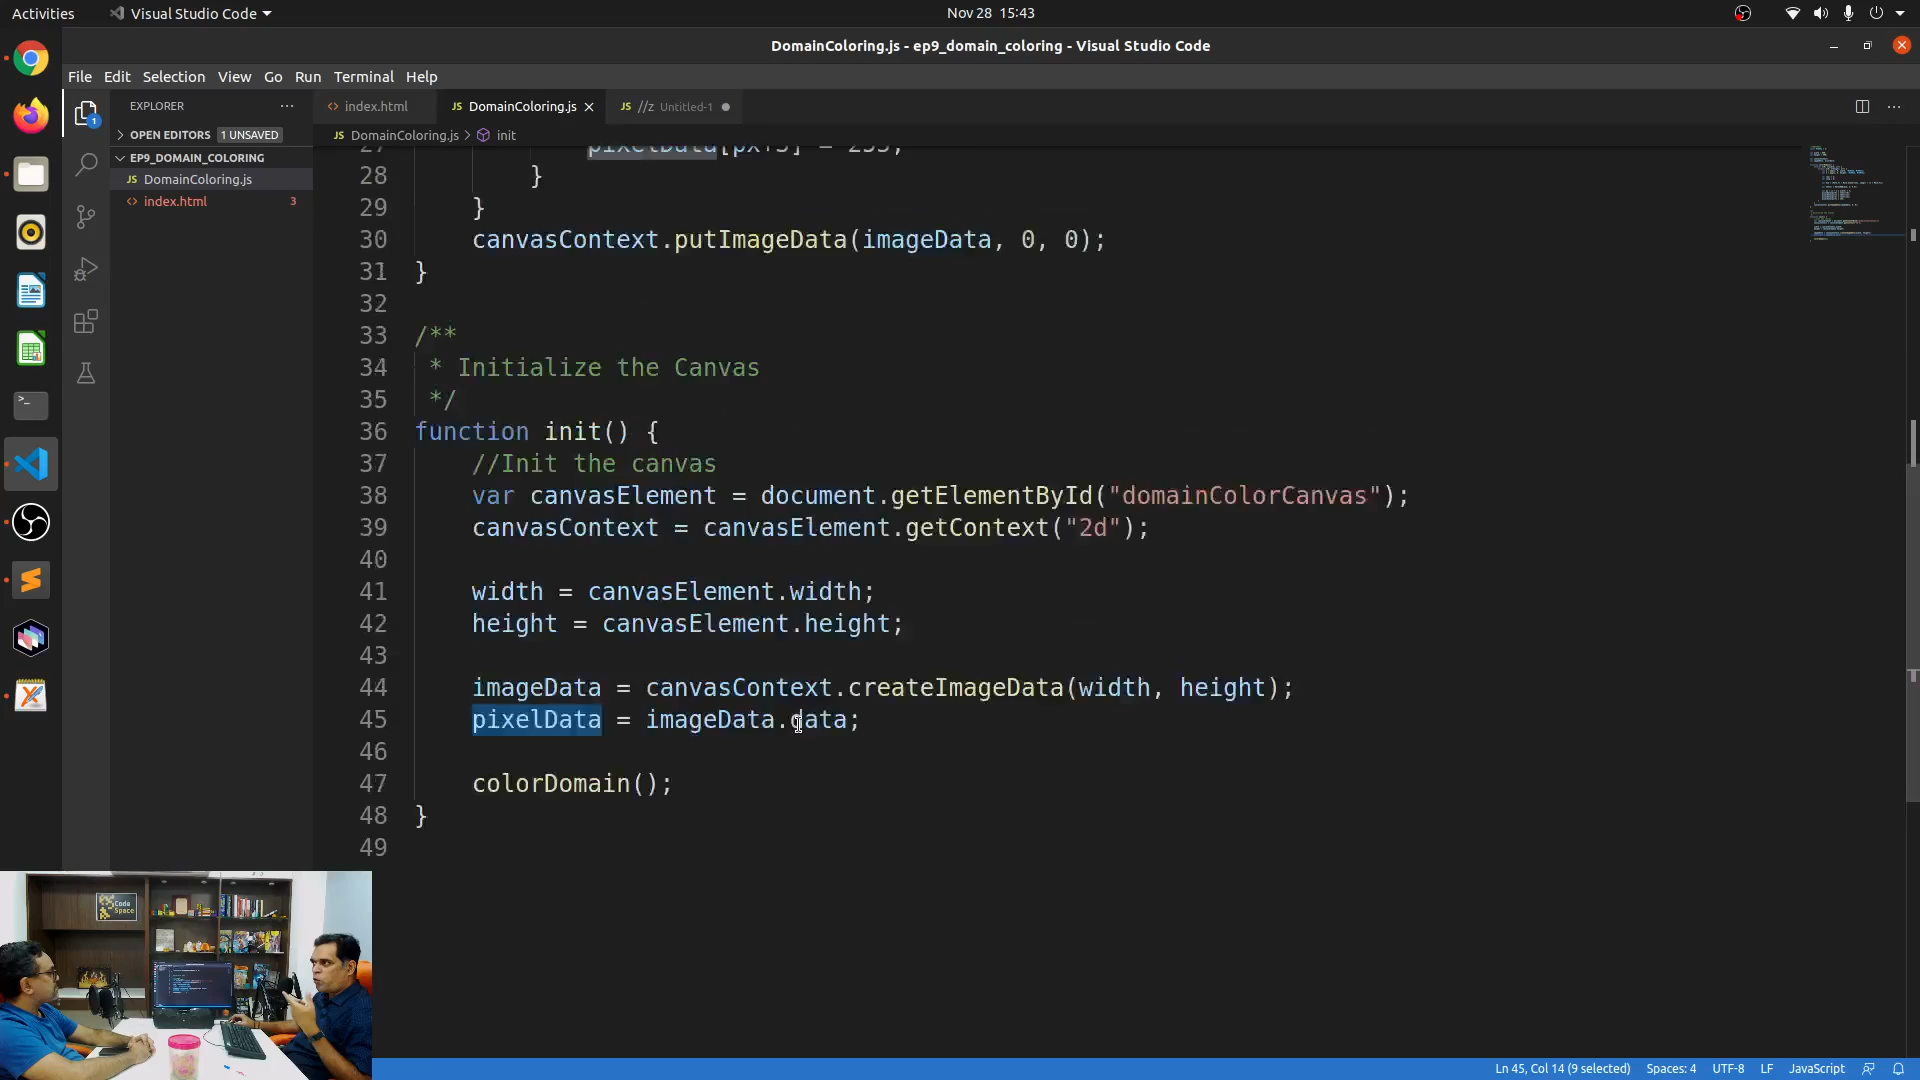 Activities
Visual Studio Code
Nov 28 15:43
DomainColoring.js - ep9_domain_coloring - Visual Studio Code
File Edit Selection View Go Run Terminal Help
EXPLORER
OPEN EDITORS 1 UNSAVED
EP9_DOMAIN_COLORING
JS DomainColoring.js
<> index.html 3
<> index.html
JS DomainColoring.js
JS //z Untitled-1
JS DomainColoring.js > init
27 pixelData[px+3] = 255;
28 }
29 }
30 canvasContext.putImageData(imageData, 0, 0);
31 }
32
33 /**
34 * Initialize the Canvas
35 */
36 function init() {
37 //Init the canvas
38 var canvasElement = document.getElementById("domainColorCanvas");
39 canvasContext = canvasElement.getContext("2d");
40
41 width = canvasElement.width;
42 height = canvasElement.height;
43
44 imageData = canvasContext.createImageData(width, height);
45 pixelData = imageData.data;
46
47 colorDomain();
48 }
49
Code
Space
Ln 45, Col 14 (9 selected) Spaces: 4 UTF-8 LF JavaScript